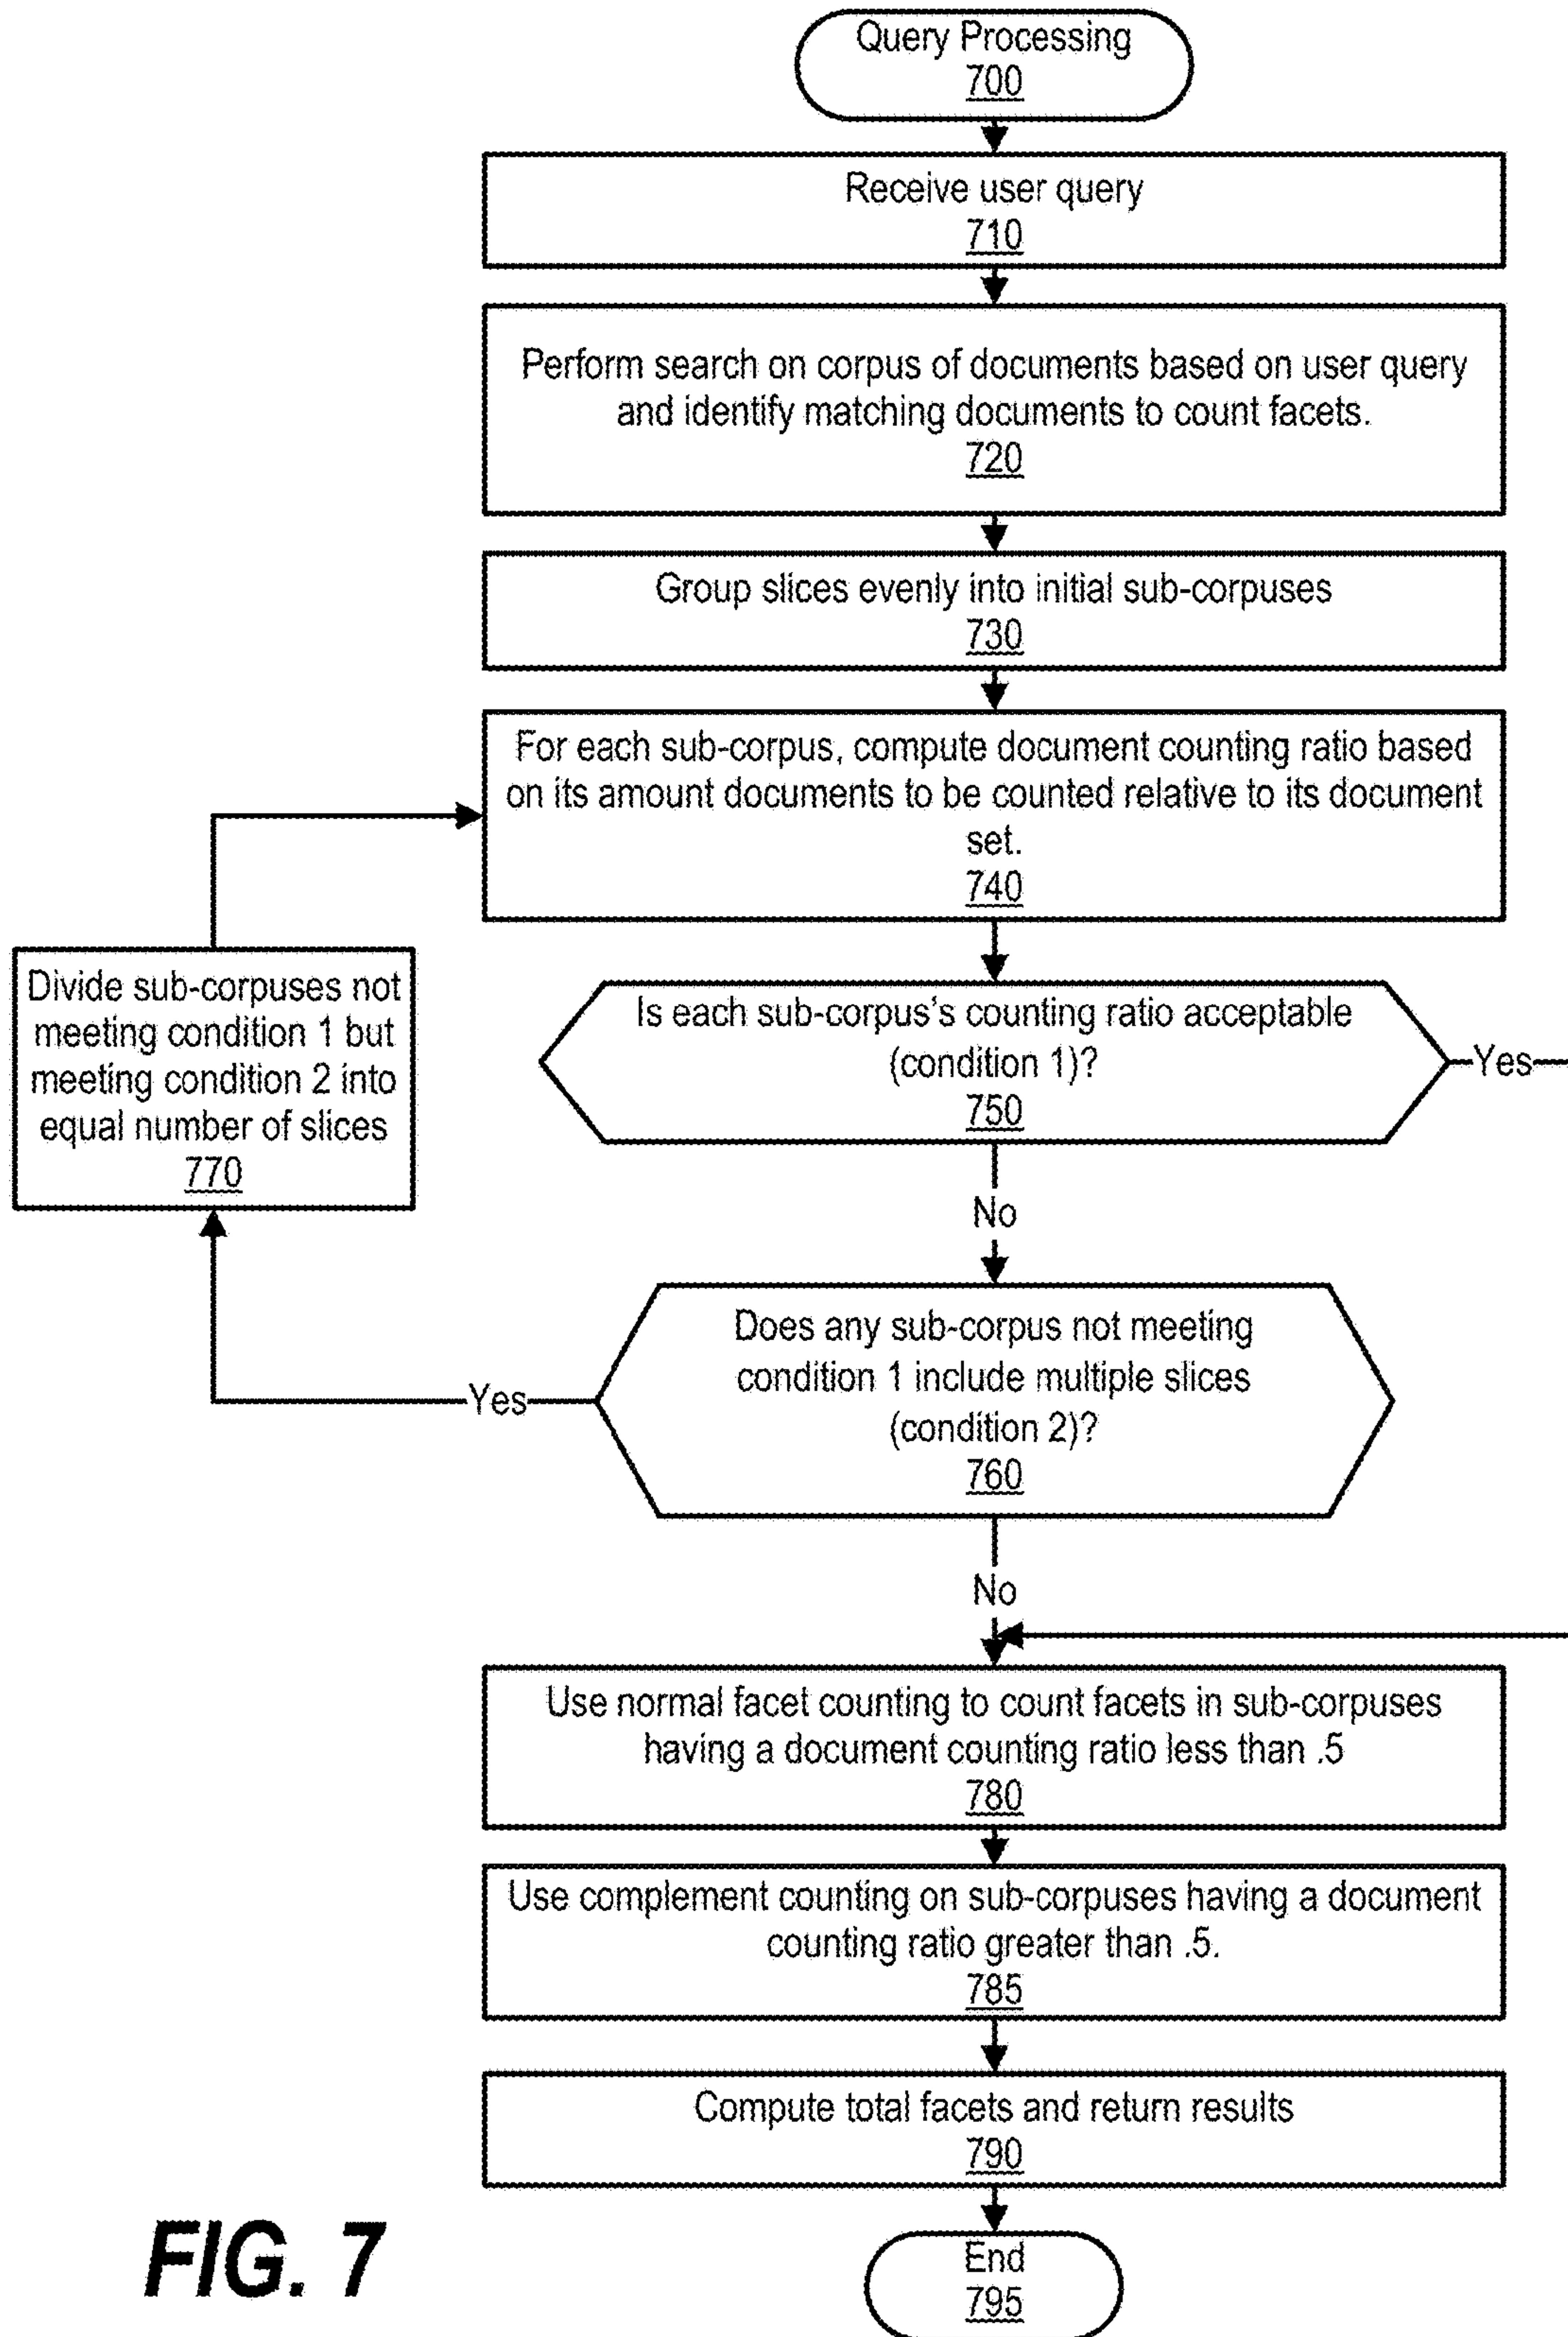 Query Processing
700
Receive user query
710
Perform search on corpus of documents based on user query
and identify matching documents to count facets.
720
Group slices evenly into initial sub-corpuses
730
For each sub-corpus, compute document counting ratio based
on its amount documents to be counted relative to its document
set.
740
Divide sub-corpuses not
meeting condition 1 but
meeting condition 2 into
equal number of slices
770
Is each sub-corpus's counting ratio acceptable
(condition 1)?
750
Yes
No
Does any sub-corpus not meeting
condition 1 include multiple slices
(condition 2)?
760
Yes
No
Use normal facet counting to count facets in sub-corpuses
having a document counting ratio less than .5
780
Use complement counting on sub-corpuses having a document
counting ratio greater than .5.
785
Compute total facets and return results
790
End
795
FIG. 7